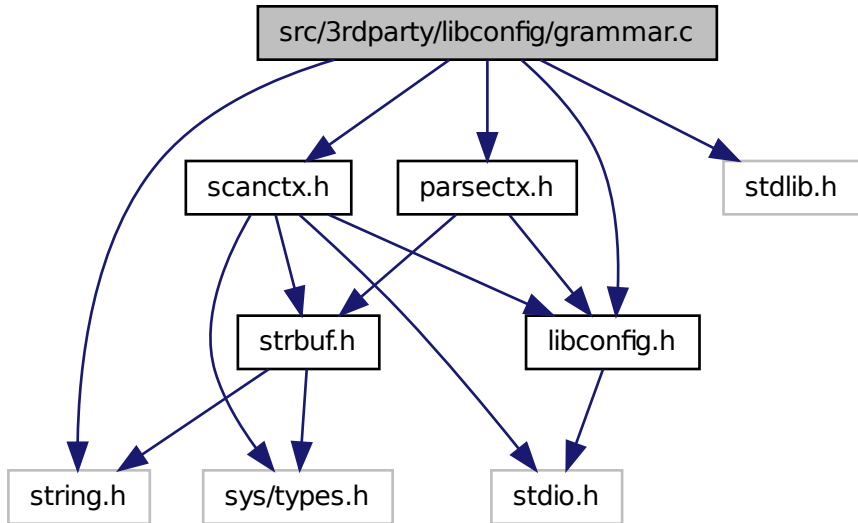 src/3rdparty/libconfig/grammar.c
scanctx.h
parsectx.h
stdlib.h
strbuf.h
libconfig.h
string.h
sys/types.h
stdio.h